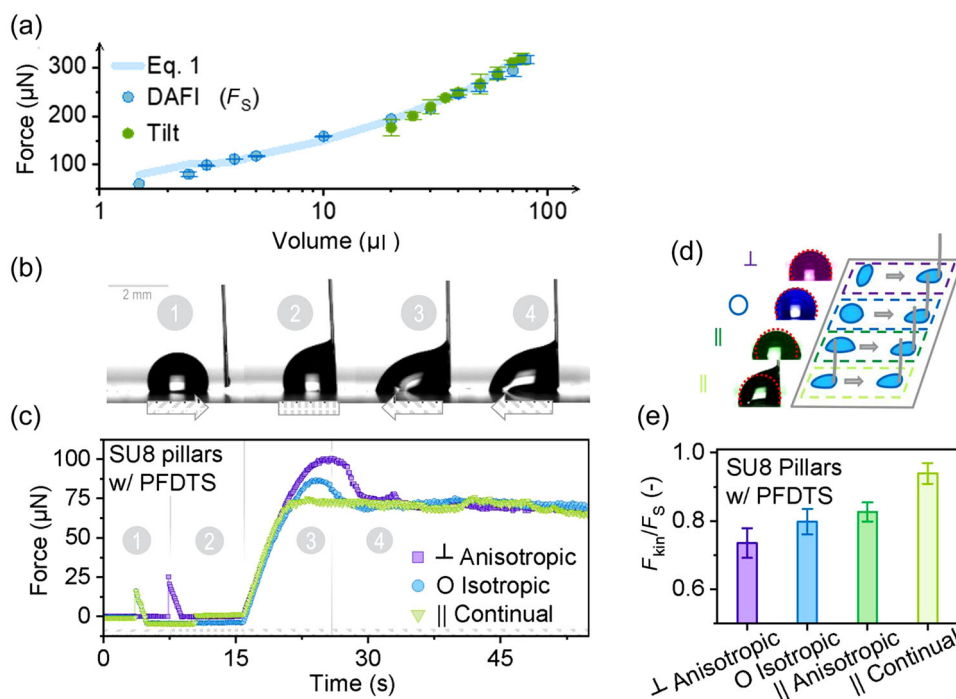 (a)
Force (µN)
300
200
100
Eq. 1
DAFI (F_S)
Tilt
1
10
100
Volume (µl)
(b)
2 mm
1
2
3
4
(c)
Force (µN)
100
75
50
25
0
SU8 pillars
w/ PFDTS
1
2
3
4
⊥ Anisotropic
O Isotropic
|| Continual
0
15
30
45
Time (s)
(d)
⊥
O
||
||
(e)
F_kin/F_S (-)
1.0
0.8
0.6
SU8 Pillars
w/ PFDTS
⊥ Anisotropic
O Isotropic
|| Anisotropic
|| Continual